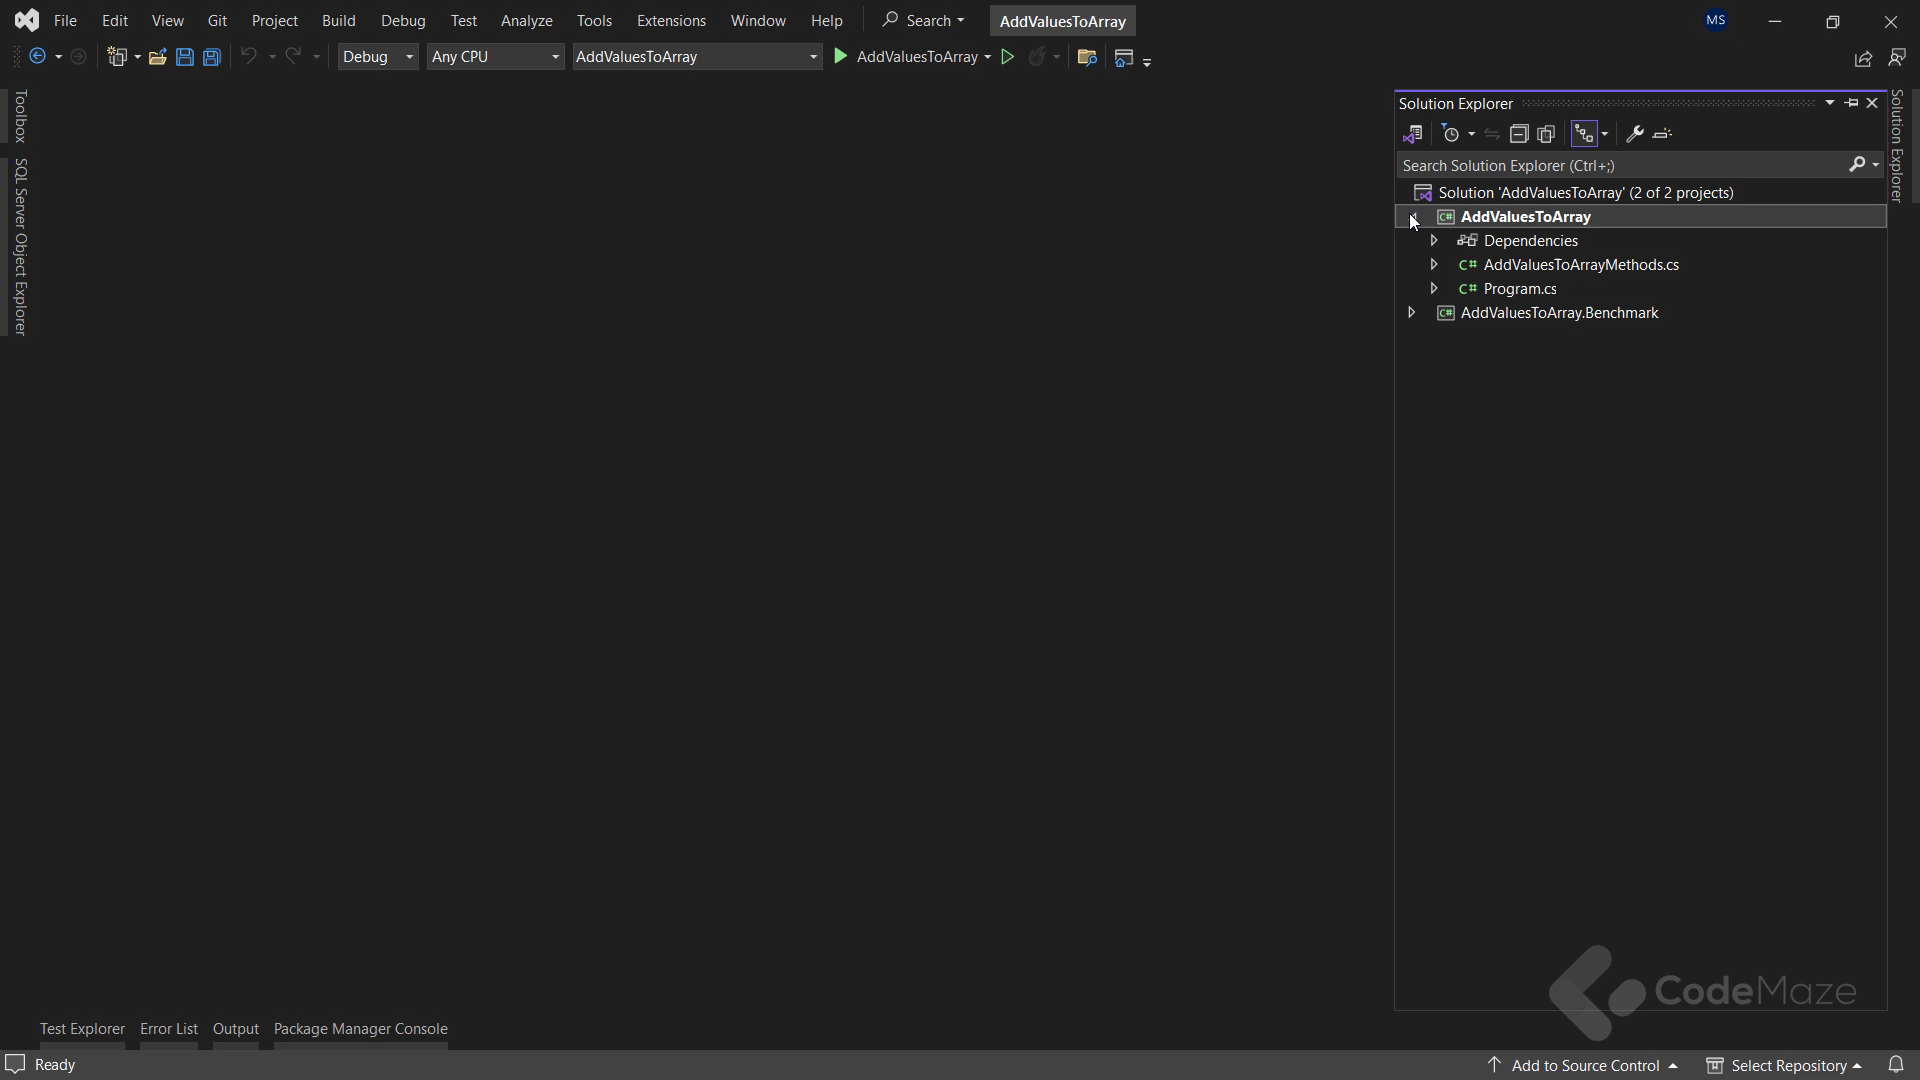 File Edit View Git Project Build Debug Test Analyze Tools Extensions Window Help Search AddValuesToArray MS
Debug Any CPU AddValuesToArray AddValuesToArray
Toolbox
SQL Server Object Explorer
Solution Explorer
Search Solution Explorer (Ctrl+;)
Solution 'AddValuesToArray' (2 of 2 projects)
C# AddValuesToArray
Dependencies
C# AddValuesToArrayMethods.cs
C# Program.cs
C# AddValuesToArray.Benchmark
Solution Explorer
CodeMaze
Test Explorer Error List Output Package Manager Console
Ready Add to Source Control Select Repository